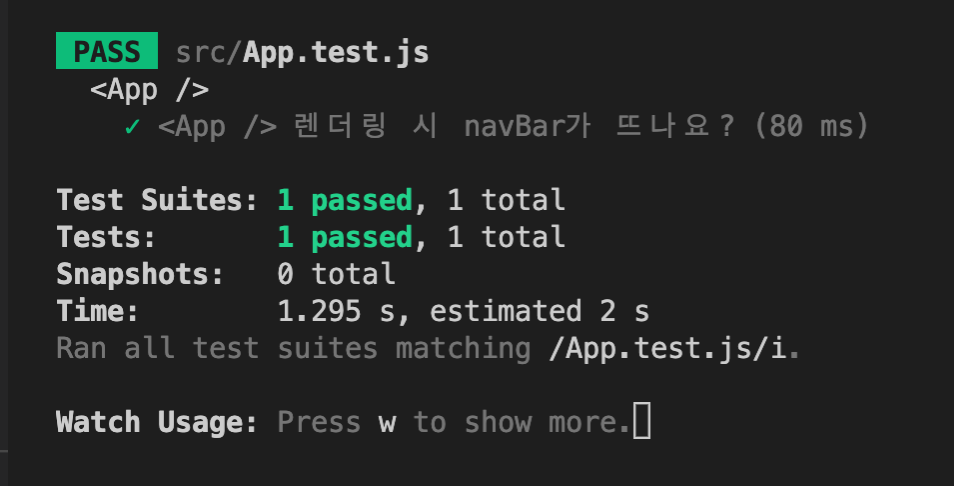 PASS src/App.test.js
<App />
✓ <App /> 렌더링 시 navBar가 뜨나요? (80 ms)
Test Suites: 1 passed, 1 total
Tests: 1 passed, 1 total
Snapshots: 0 total
Time: 1.295 s, estimated 2 s
Ran all test suites matching /App.test.js/i.
Watch Usage: Press w to show more.